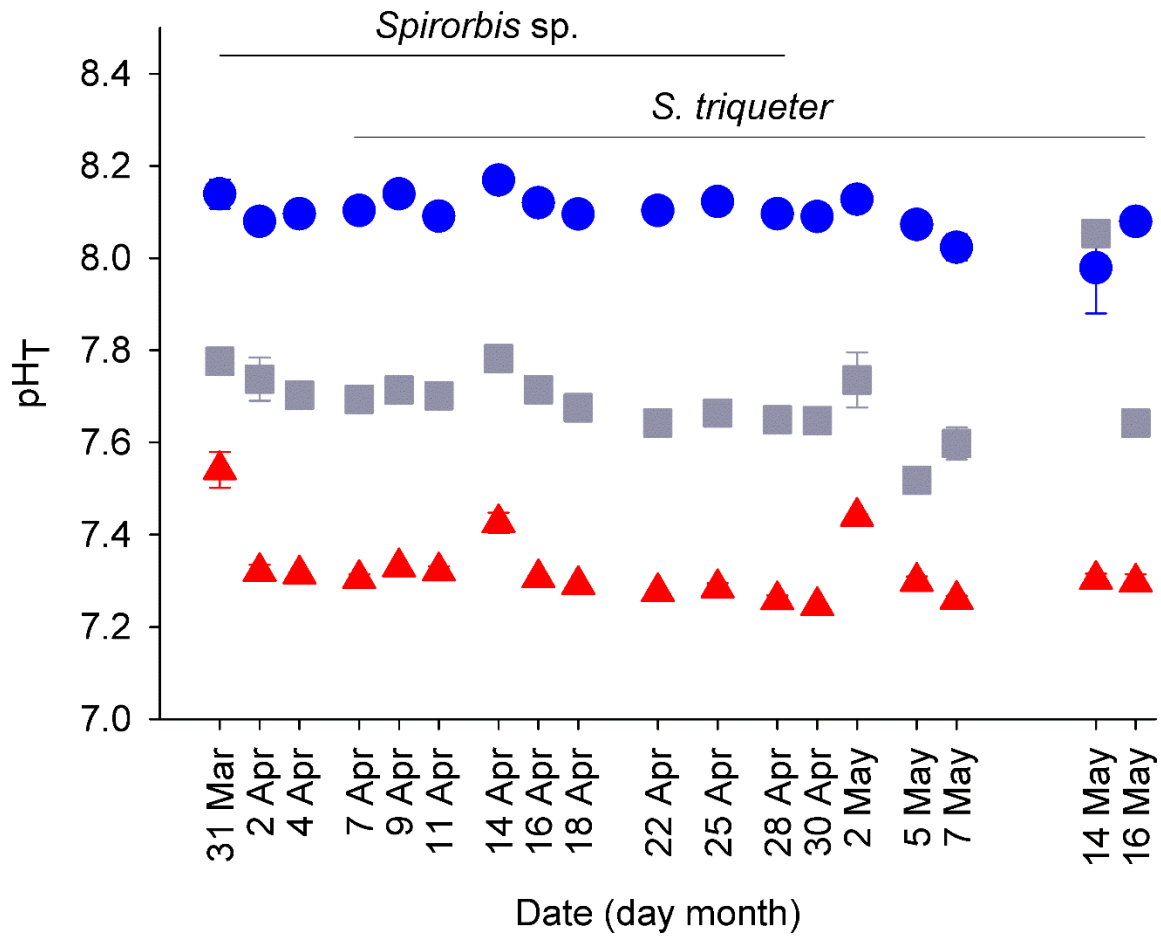 Spirorbis sp.
S. triqueter
8.4
8.2
8.0
7.8
7.6
7.4
7.2
7.0
pHT
31 Mar
2 Apr
4 Apr
7 Apr
9 Apr
11 Apr
14 Apr
16 Apr
18 Apr
22 Apr
25 Apr
28 Apr
30 Apr
2 May
5 May
7 May
14 May
16 May
Date (day month)